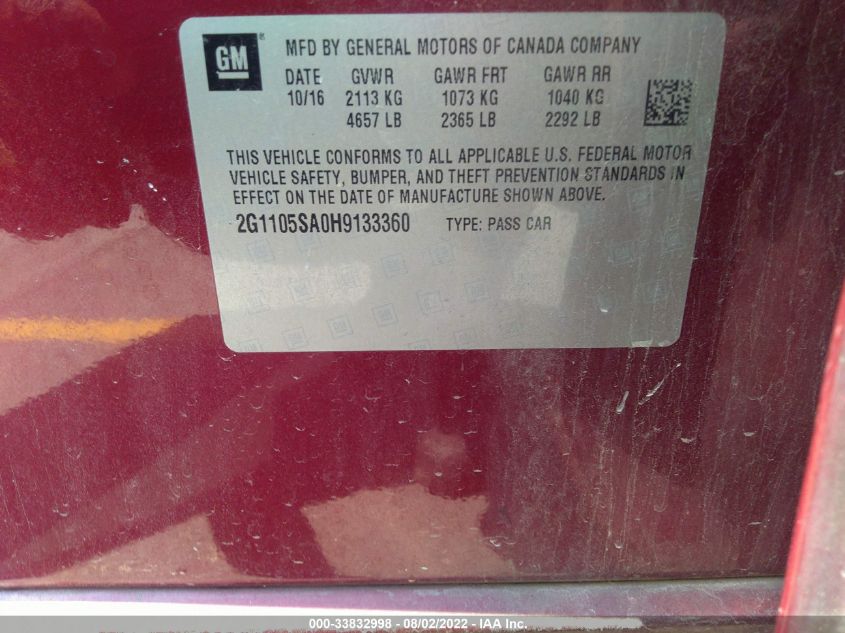 GM
MFD BY GENERAL MOTORS OF CANADA COMPANY
DATE GVWR GAWR FRT GAWR RR
10/16 2113 KG 1073 KG 1040 KG
4657 LB 2365 LB 2292 LB
THIS VEHICLE CONFORMS TO ALL APPLICABLE U.S. FEDERAL MOTOR
VEHICLE SAFETY, BUMPER, AND THEFT PREVENTION STANDARDS IN
EFFECT ON THE DATE OF MANUFACTURE SHOWN ABOVE.
2G1105SA0H9133360 TYPE: PASS CAR
000-33832998 - 08/02/2022 - IAA Inc.